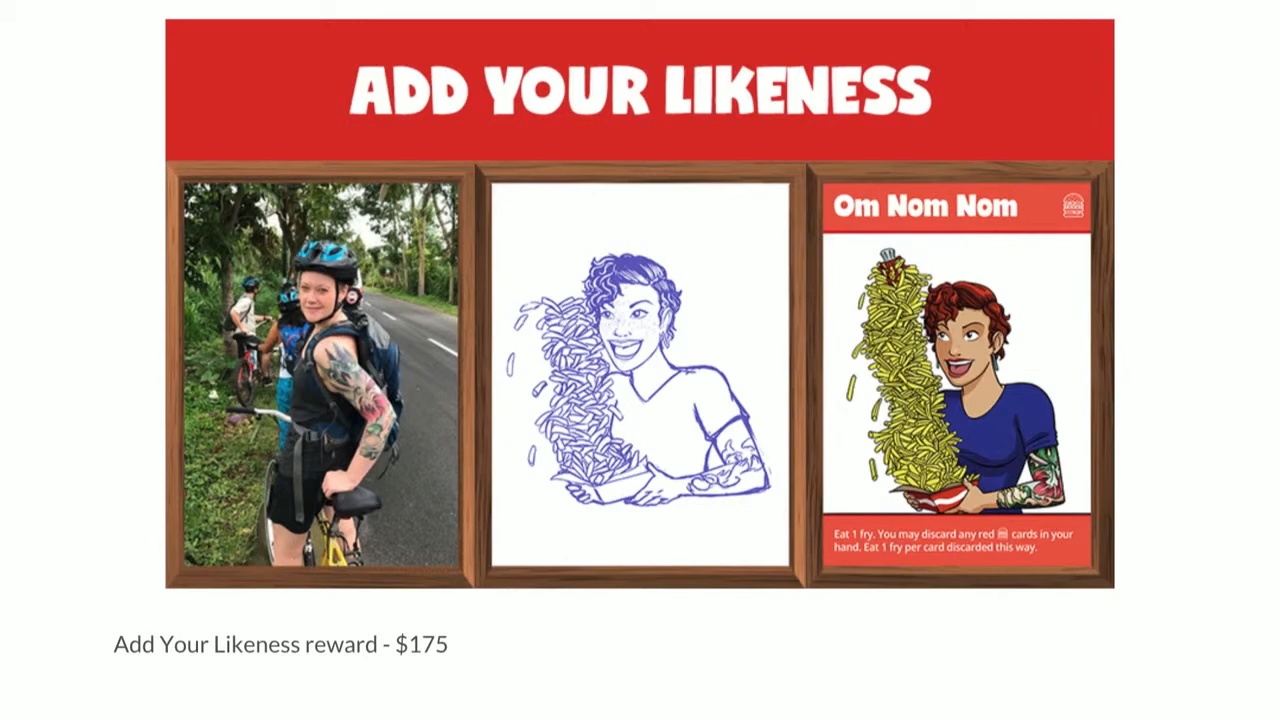 ADD YOUR LIKENESS
Om Nom Nom
Eat 1 fry. You may discard any red cards in your
hand. Eat 1 fry per card discarded this way.
Add Your Likeness reward - $175